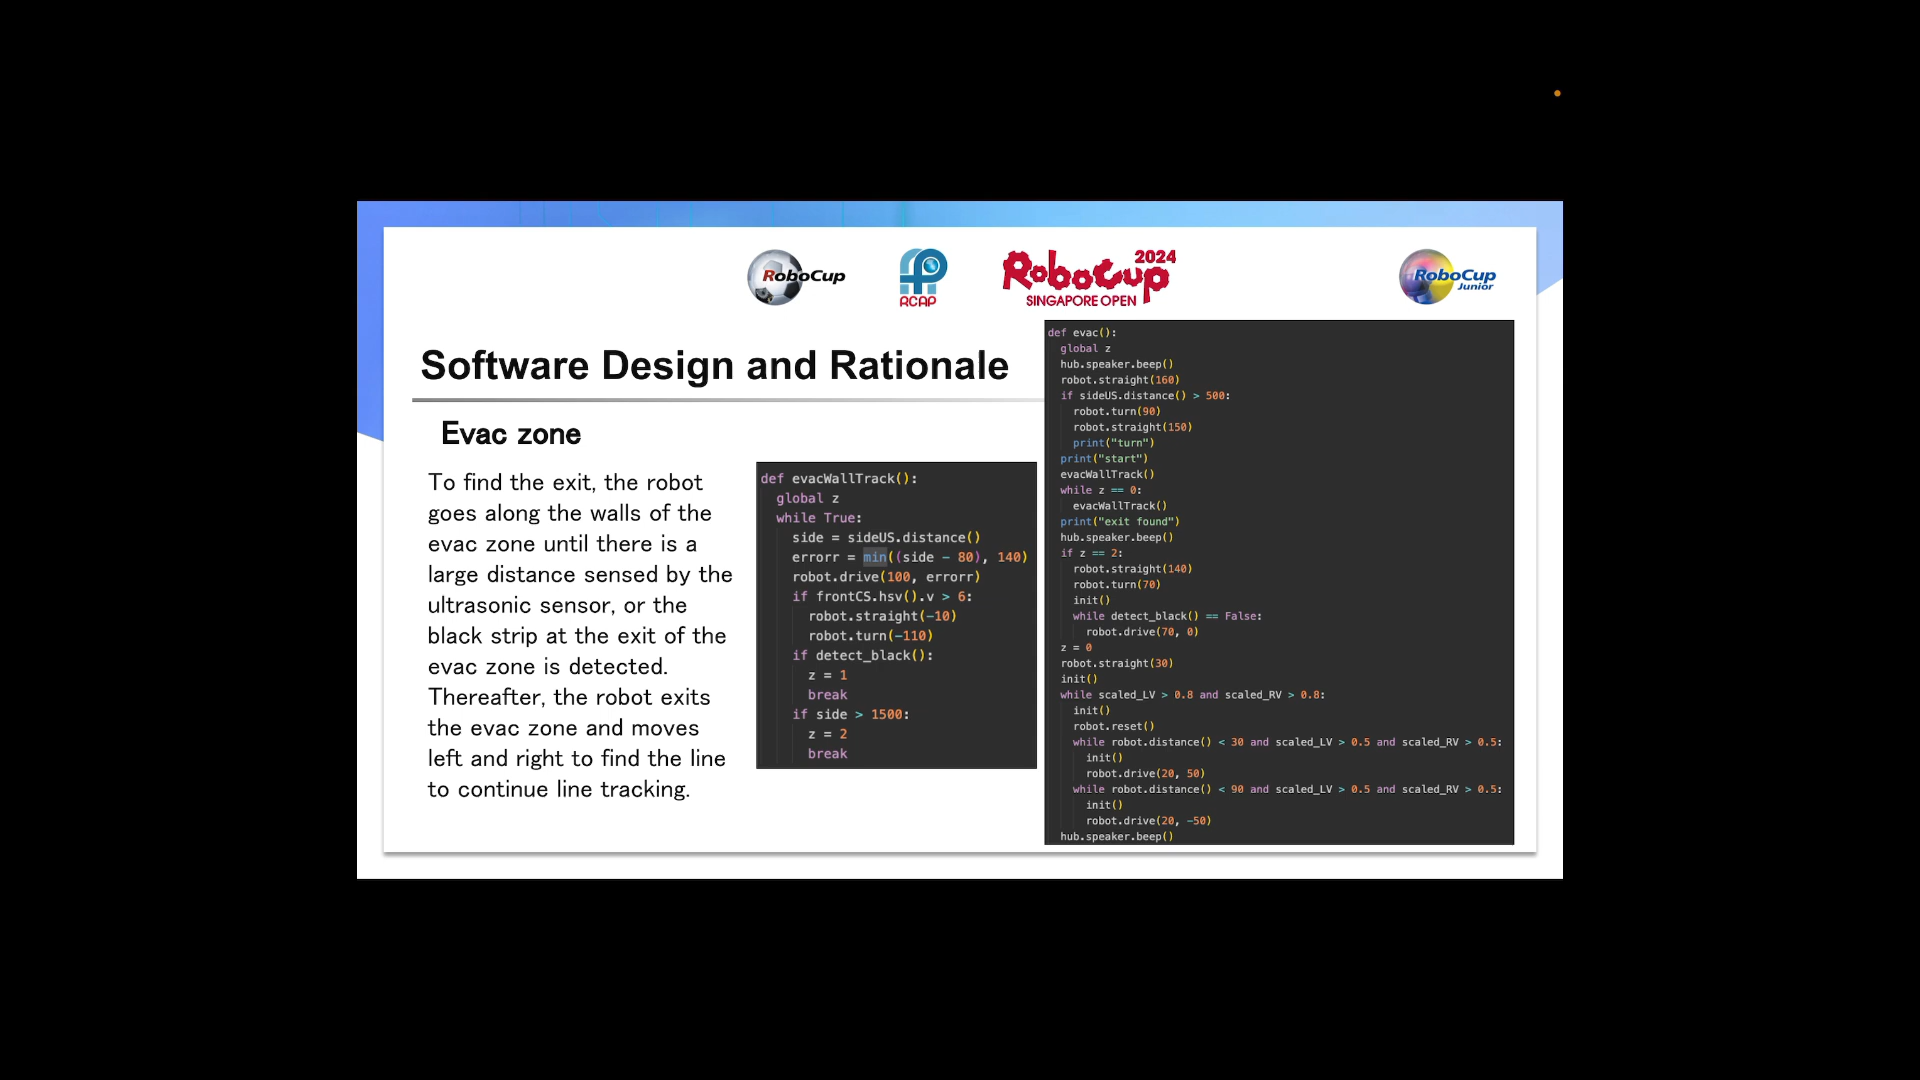 RoboCup
RCAP
RoboCup 2024
SINGAPORE OPEN
RoboCup
Junior
Software Design and Rationale
Evac zone
To find the exit, the robot
goes along the walls of the
evac zone until there is a
large distance sensed by the
ultrasonic sensor, or the
black strip at the exit of the
evac zone is detected.
Thereafter, the robot exits
the evac zone and moves
left and right to find the line
to continue line tracking.
def evacWallTrack():
global z
while True:
side = sideUS.distance()
errorr = min((side - 80), 140)
robot.drive(100, errorr)
if frontCS.hsv().v > 6:
robot.straight(-10)
robot.turn(-110)
if detect_black():
z = 1
break
if side > 1500:
z = 2
break
def evac():
global z
hub.speaker.beep()
robot.straight(160)
if sideUS.distance() > 500:
robot.turn(90)
robot.straight(150)
print("turn")
print("start")
evacWallTrack()
while z == 0:
evacWallTrack()
print("exit found")
hub.speaker.beep()
if z == 2:
robot.straight(140)
robot.turn(70)
init()
while detect_black() == False:
robot.drive(70, 0)
z = 0
robot.straight(30)
init()
while scaled_LV > 0.8 and scaled_RV > 0.8:
init()
robot.reset()
while robot.distance() < 30 and scaled_LV > 0.5 and scaled_RV > 0.5:
init()
robot.drive(20, 50)
while robot.distance() < 90 and scaled_LV > 0.5 and scaled_RV > 0.5:
init()
robot.drive(20, -50)
hub.speaker.beep()